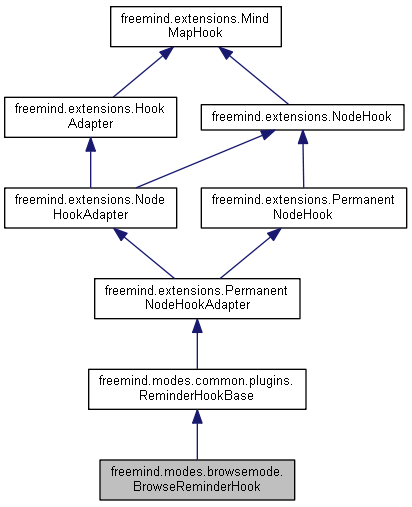 freemind.extensions.Mind
MapHook
freemind.extensions.Hook
Adapter
freemind.extensions.NodeHook
freemind.extensions.Node
HookAdapter
freemind.extensions.Permanent
NodeHook
freemind.extensions.Permanent
NodeHookAdapter
freemind.modes.common.plugins.
ReminderHookBase
freemind.modes.browsemode.
BrowseReminderHook